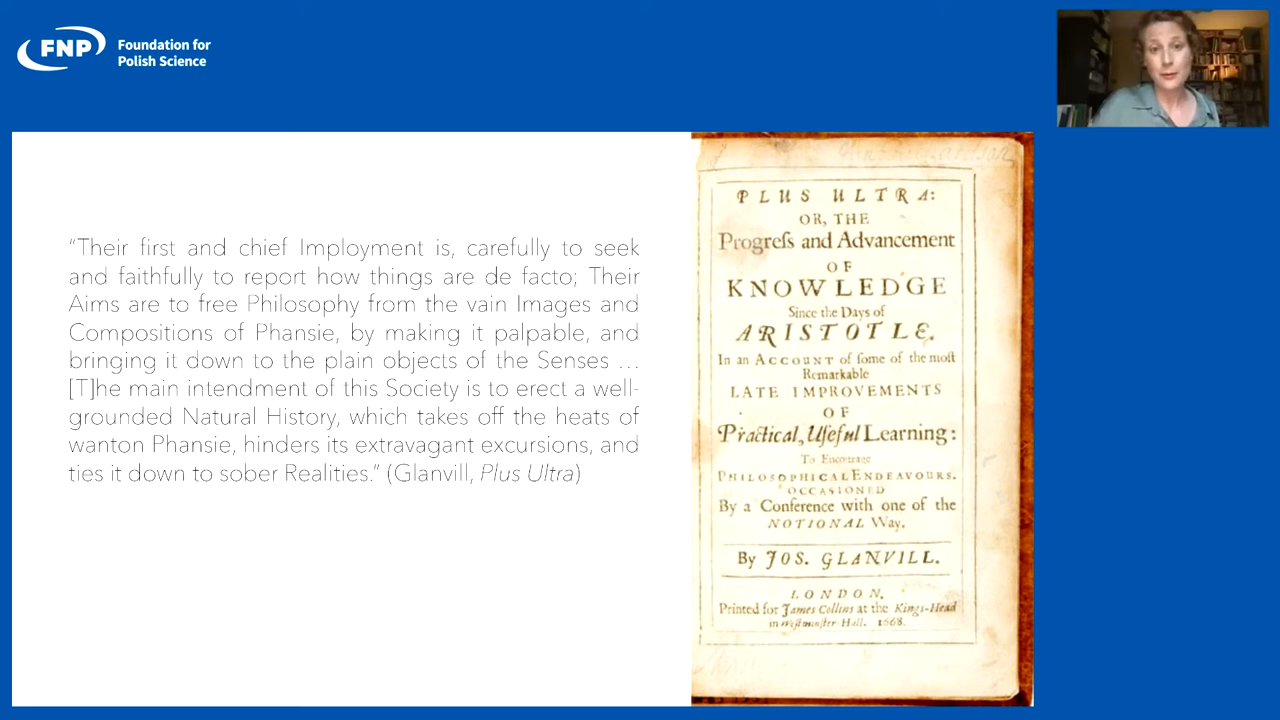 FNP
Foundation for
Polish Science
"Their first and chief Imployment is, carefully to seek
and faithfully to report how things are de facto; Their
Aims are to free Philosophy from the vain Images and
Compositions of Phansie, by making it palpable, and
bringing it down to the plain objects of the Senses …
[T]he main intendment of this Society is to erect a well-
grounded Natural History, which takes off the heats of
wanton Phansie, hinders its extravagant excursions, and
ties it down to sober Realities." (Glanvill, Plus Ultra)
PLUS ULTRA:
OR, THE
Progreſs and Advancement
OF
KNOWLEDGE
Since the Days of
ARISTOTLE.
In an ACCOUNT of ſome of the moſt
Remarkable
LATE IMPROVEMENTS
OF
Practical, Uſeful Learning:
To Encourage
PHILOSOPHICAL ENDEAVOURS.
OCCASIONED
By a Conference with one of the
NOTIONAL Way.
By JOS. GLANVILL.
LONDON,
Printed for James Collins at the Kings-Head
in Weſtminſter-Hall. 1668.